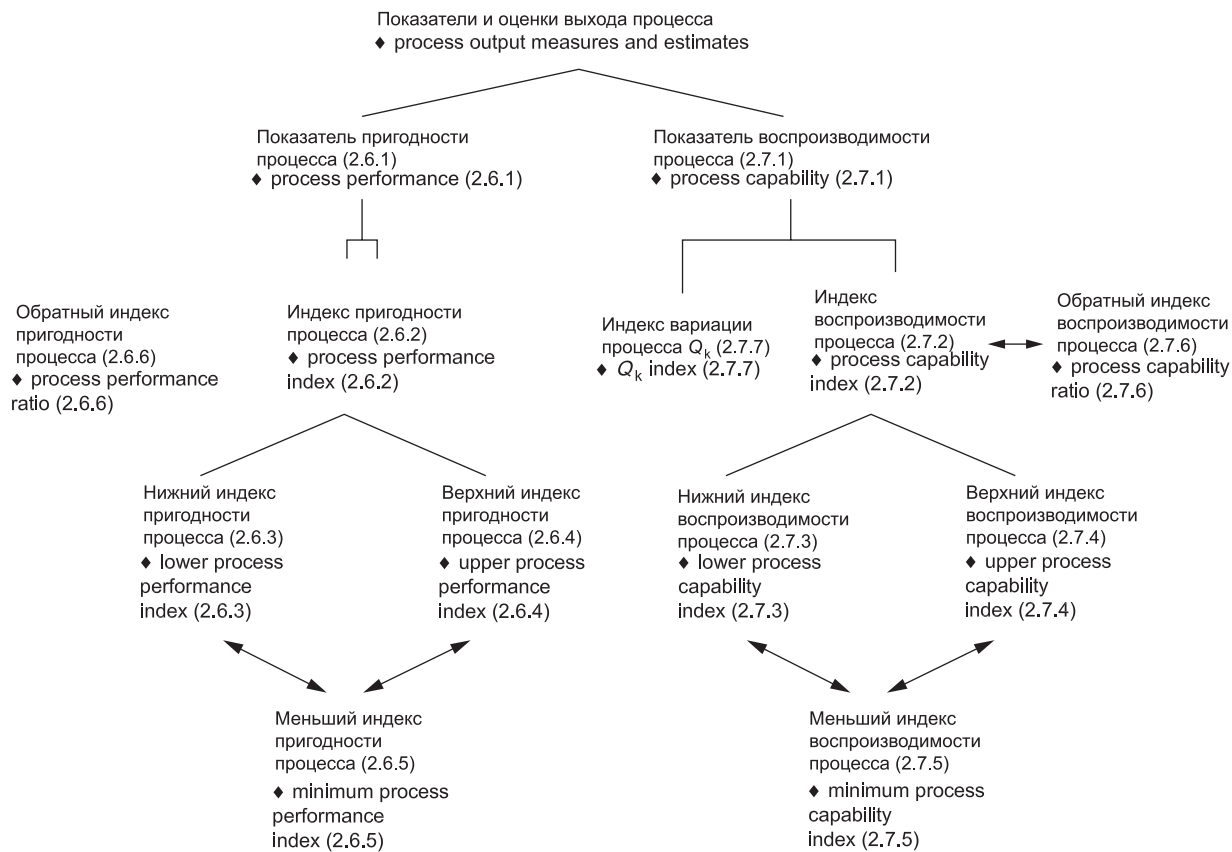 Показатели и оценки выхода процесса
♦ process output measures and estimates
Показатель пригодности
процесса (2.6.1)
♦ process performance (2.6.1)
Показатель воспроизводимости
процесса (2.7.1)
♦ process capability (2.7.1)
Обратный индекс
пригодности
процесса (2.6.6)
♦ process performance
ratio (2.6.6)
Индекс пригодности
процесса (2.6.2)
♦ process performance
index (2.6.2)
Индекс вариации
процесса Qk (2.7.7)
♦ Qk index (2.7.7)
Индекс
воспроизводимости
процесса (2.7.2)
♦ process capability
index (2.7.2)
Обратный индекс
воспроизводимости
процесса (2.7.6)
♦ process capability
ratio (2.7.6)
Нижний индекс
пригодности
процесса (2.6.3)
♦ lower process
performance
index (2.6.3)
Верхний индекс
пригодности
процесса (2.6.4)
♦ upper process
performance
index (2.6.4)
Нижний индекс
воспроизводимости
процесса (2.7.3)
♦ lower process
capability
index (2.7.3)
Верхний индекс
воспроизводимости
процесса (2.7.4)
♦ upper process
capability
index (2.7.4)
Меньший индекс
пригодности
процесса (2.6.5)
♦ minimum process
performance
index (2.6.5)
Меньший индекс
воспроизводимости
процесса (2.7.5)
♦ minimum process
capability
index (2.7.5)